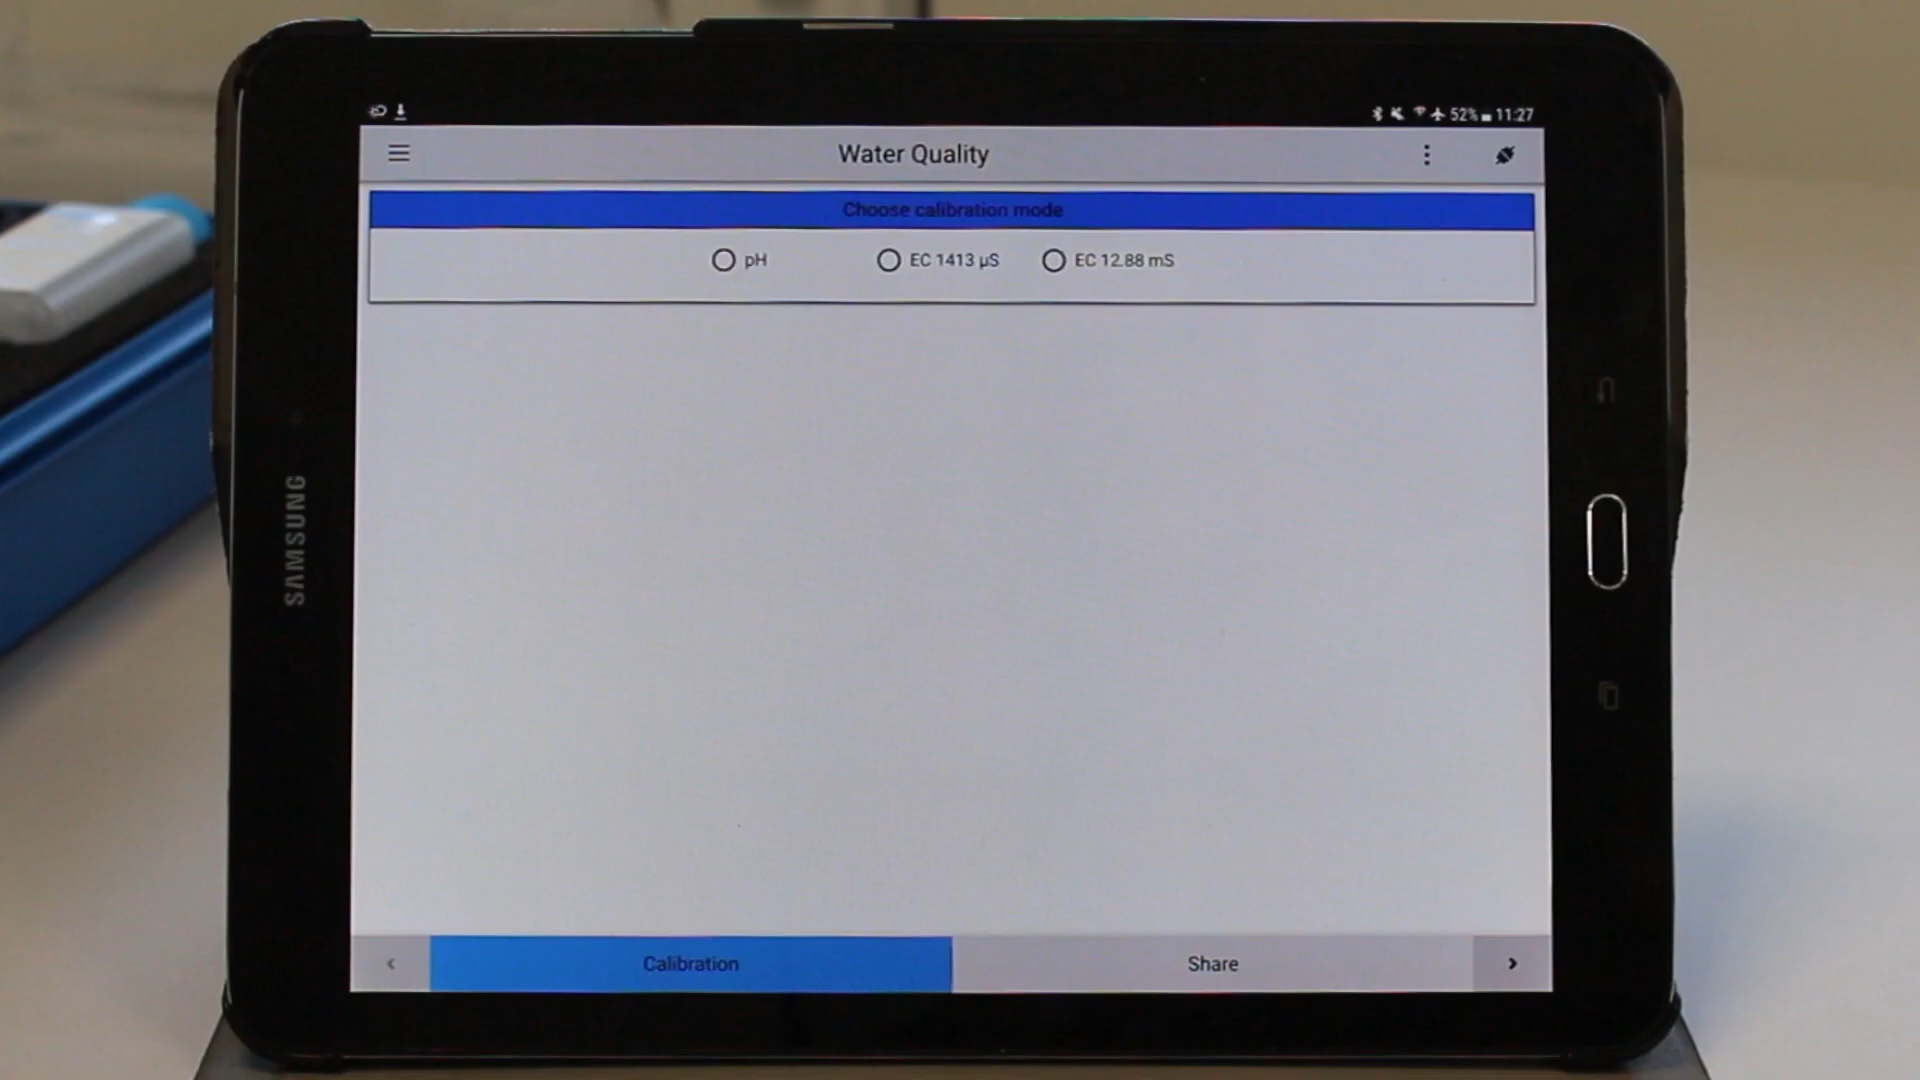 52% 11:27
Water Quality
Choose calibration mode
pH EC 1413 µS EC 12.88 mS
SAMSUNG
Calibration Share